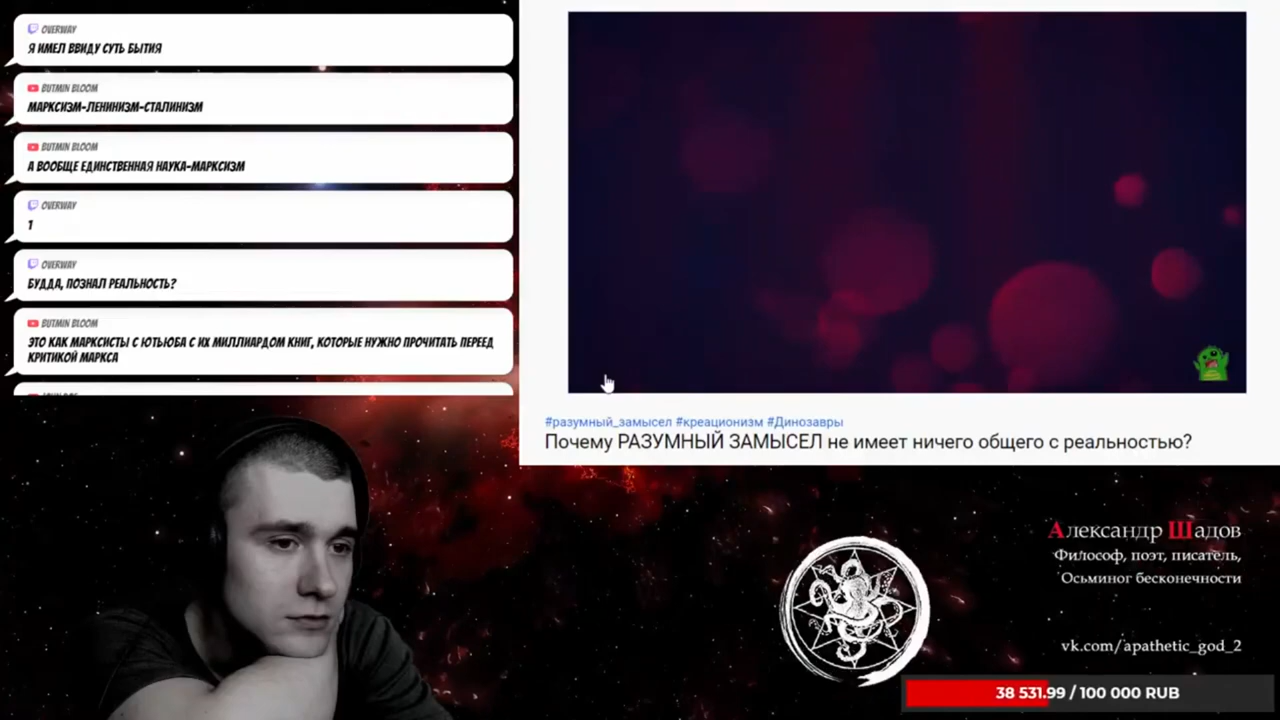 OVERWAY
Я ИМЕЛ ВВИДУ СУТЬ БЫТИЯ
BUTMIN BLOOM
МАРКСИЗМ-ЛЕНИНИЗМ-СТАЛИНИЗМ
BUTMIN BLOOM
А ВООБЩЕ ЕДИНСТВЕННАЯ НАУКА-МАРКСИЗМ
OVERWAY
1
OVERWAY
БУДДА, ПОЗНАЛ РЕАЛЬНОСТЬ?
BUTMIN BLOOM
ЭТО КАК МАРКСИСТЫ С ЮТЬЮБА С ИХ МИЛЛИАРДОМ КНИГ, КОТОРЫЕ НУЖНО ПРОЧИТАТЬ ПЕРЕЕД
КРИТИКОЙ МАРКСА
#разумный_замысел #креационизм #Динозавры
Почему РАЗУМНЫЙ ЗАМЫСЕЛ не имеет ничего общего с реальностью?
Александр Шадов
Философ, поэт, писатель,
Осьминог бесконечности
vk.com/apathetic_god_2
38 531.99 / 100 000 RUB